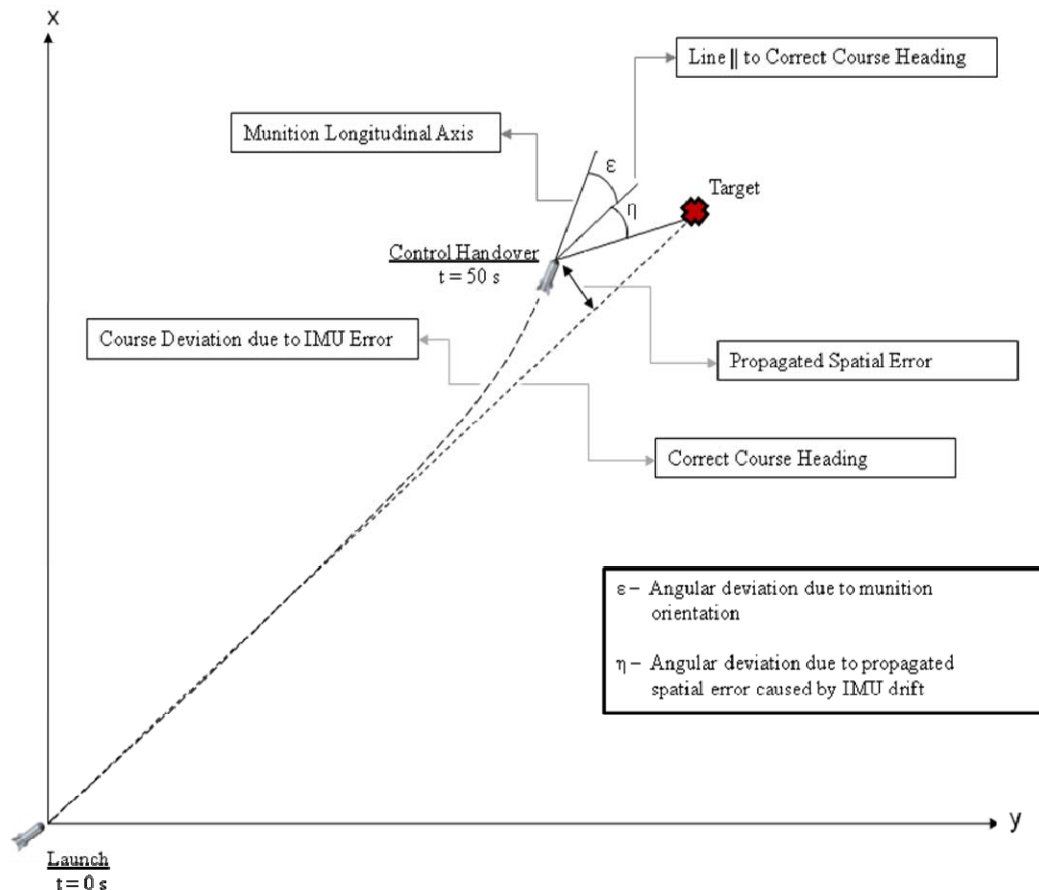 x
Line || to Correct Course Heading
Munition Longitudinal Axis
ε
Target
η
Control Handover
t = 50 s
Course Deviation due to IMU Error
Propagated Spatial Error
Correct Course Heading
ε – Angular deviation due to munition
orientation
η – Angular deviation due to propagated
spatial error caused by IMU drift
y
Launch
t = 0 s